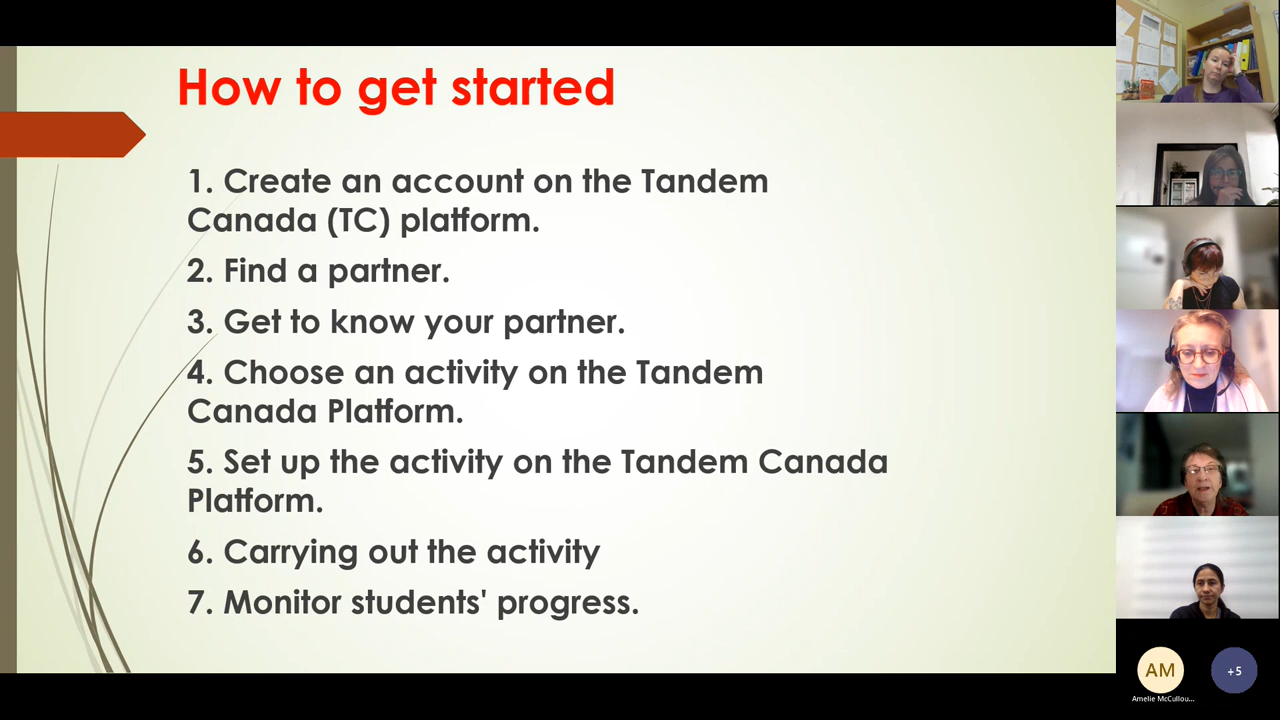 How to get started
1. Create an account on the Tandem
Canada (TC) platform.
2. Find a partner.
3. Get to know your partner.
4. Choose an activity on the Tandem
Canada Platform.
5. Set up the activity on the Tandem Canada
Platform.
6. Carrying out the activity
7. Monitor students' progress.
AM
+5
Amelie McCullou...